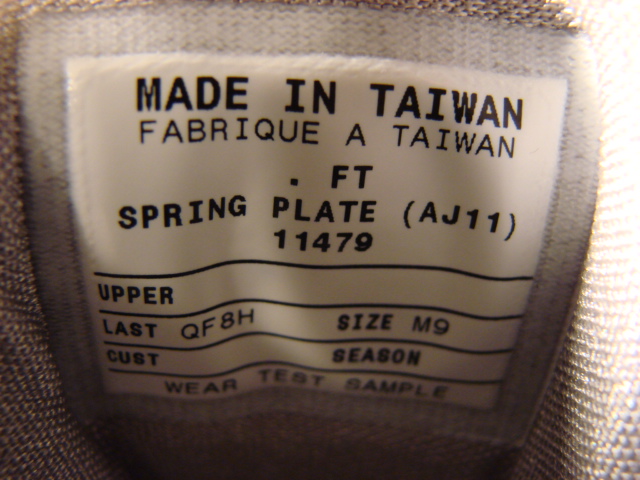 MADE IN TAIWAN
FABRIQUE A TAIWAN
. FT
SPRING PLATE (AJ11)
11479
UPPER
LAST QF8H SIZE M9
CUST SEASON
WEAR TEST SAMPLE